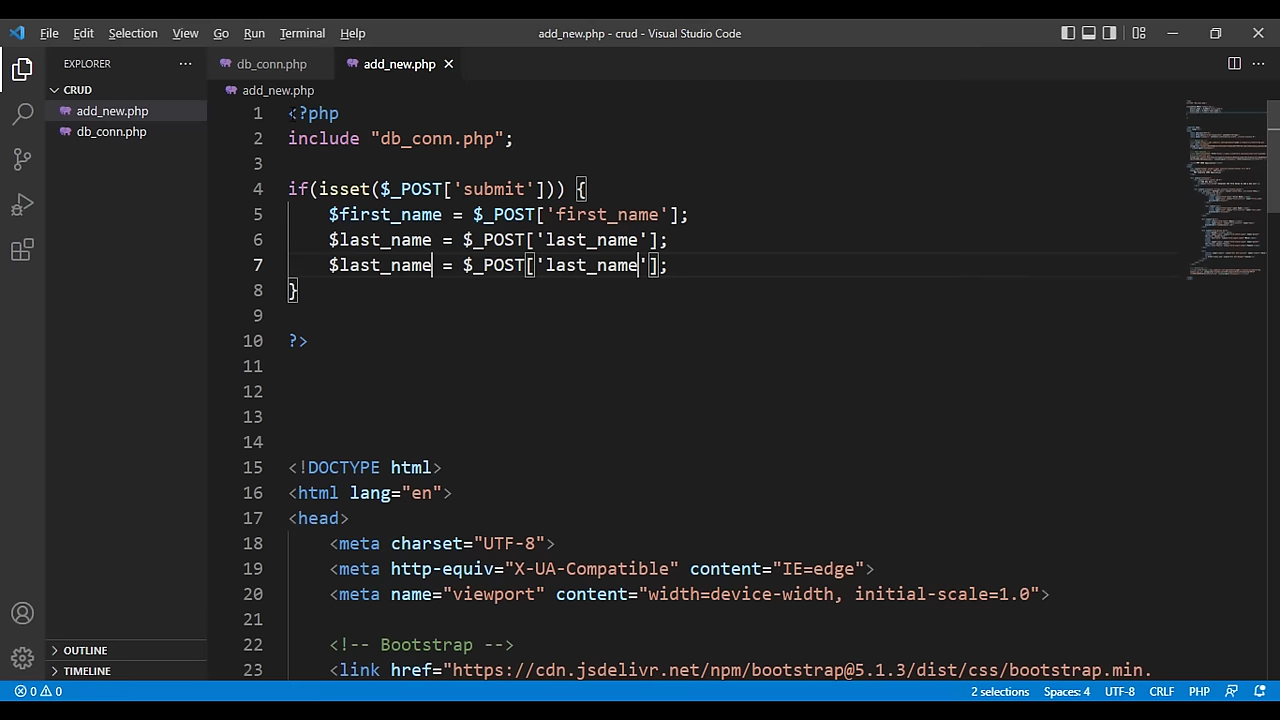 File Edit Selection View Go Run Terminal Help add_new.php - crud - Visual Studio Code
EXPLORER
db_conn.php
add_new.php
CRUD
add_new.php
db_conn.php
add_new.php
1 <?php
2 include "db_conn.php";
3
4 if(isset($_POST['submit'])) {
5 $first_name = $_POST['first_name'];
6 $last_name = $_POST['last_name'];
7 $last_name = $_POST['last_name'];
8 }
9
10 ?>
11
12
13
14
15 <!DOCTYPE html>
16 <html lang="en">
17 <head>
18 <meta charset="UTF-8">
19 <meta http-equiv="X-UA-Compatible" content="IE=edge">
20 <meta name="viewport" content="width=device-width, initial-scale=1.0">
21
22 <!-- Bootstrap -->
23 <link href="https://cdn.jsdelivr.net/npm/bootstrap@5.1.3/dist/css/bootstrap.min.
OUTLINE
TIMELINE
0 0 2 selections Spaces: 4 UTF-8 CRLF PHP